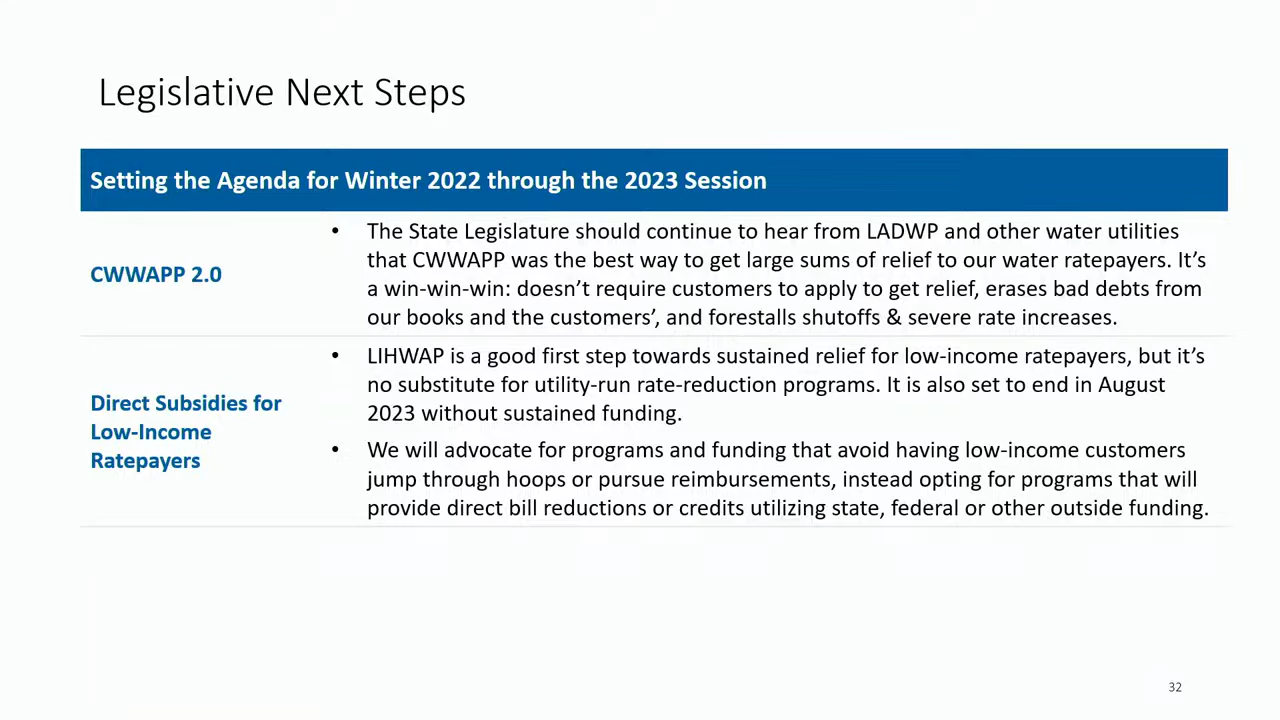 Legislative Next Steps
Setting the Agenda for Winter 2022 through the 2023 Session
CWWAPP 2.0
• The State Legislature should continue to hear from LADWP and other water utilities
that CWWAPP was the best way to get large sums of relief to our water ratepayers. It’s
a win-win-win: doesn’t require customers to apply to get relief, erases bad debts from
our books and the customers’, and forestalls shutoffs & severe rate increases.
Direct Subsidies for
Low-Income
Ratepayers
• LIHWAP is a good first step towards sustained relief for low-income ratepayers, but it’s
no substitute for utility-run rate-reduction programs. It is also set to end in August
2023 without sustained funding.
• We will advocate for programs and funding that avoid having low-income customers
jump through hoops or pursue reimbursements, instead opting for programs that will
provide direct bill reductions or credits utilizing state, federal or other outside funding.
32